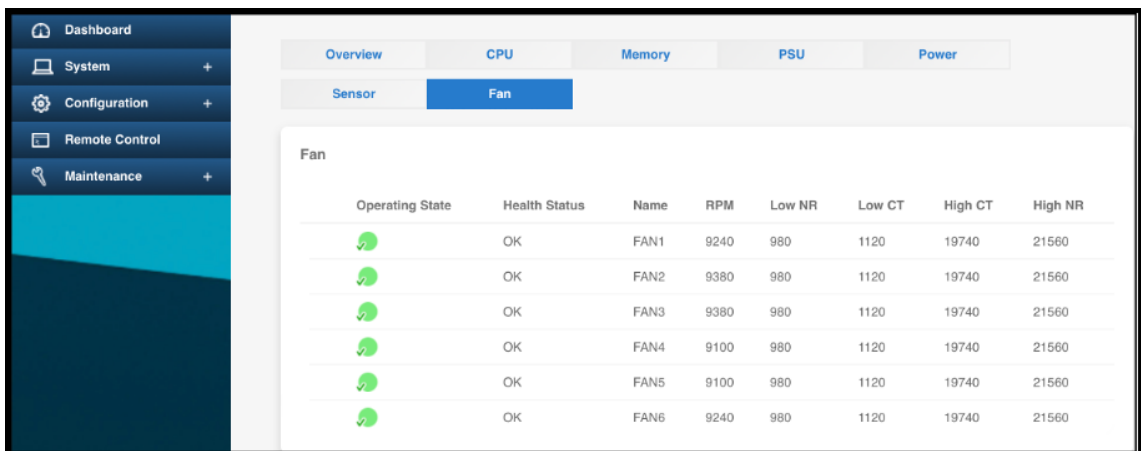 Dashboard
System +
Configuration +
Remote Control
Maintenance +
Overview CPU Memory PSU Power
Sensor Fan
Fan
Operating State Health Status Name RPM Low NR Low CT High CT High NR
OK FAN1 9240 980 1120 19740 21560
OK FAN2 9380 980 1120 19740 21560
OK FAN3 9380 980 1120 19740 21560
OK FAN4 9100 980 1120 19740 21560
OK FAN5 9100 980 1120 19740 21560
OK FAN6 9240 980 1120 19740 21560